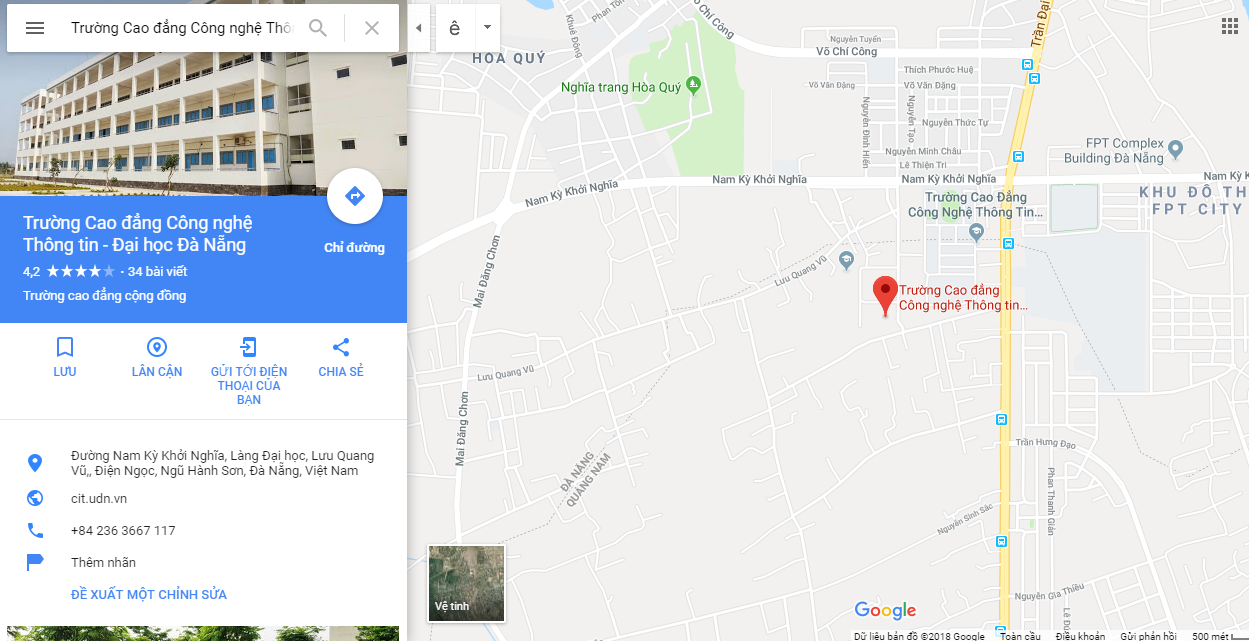 Trường Cao đẳng Công nghệ Thôn
ê
Trường Cao đẳng Công nghệ
Thông tin - Đại học Đà Nẵng
4,2 ★★★★★ · 34 bài viết
Trường cao đẳng cộng đồng
Chỉ đường
LƯU
LÂN CẬN
GỬI TỚI ĐIỆN
THOẠI CỦA
BẠN
CHIA SẺ
Đường Nam Kỳ Khởi Nghĩa, Làng Đại học, Lưu Quang
Vũ,, Điện Ngọc, Ngũ Hành Sơn, Đà Nẵng, Việt Nam
cit.udn.vn
+84 236 3667 117
Thêm nhãn
ĐỀ XUẤT MỘT CHỈNH SỬA
Khuê Đông
HOA QUÝ
Võ Chí Công
Trần Đại
Nguyễn Tuyển
Võ Chí Công
Nghĩa trang Hòa Quý
Thích Phước Huệ
Võ Văn Đặng
Võ Văn Đặng
Nguyễn Tạo
Nguyễn Đình Hiến
Nguyễn Thức Tự
Nguyễn Minh Châu
Lê Thiện Trị
FPT Complex
Building Đà Nẵng
Nam Kỳ Khởi Nghĩa
Nam Kỳ Khởi Nghĩa
Nam Kỳ Khởi Nghĩa
Nam Kỳ K
KHU ĐÔ TH
FPT CITY
Trường Cao Đẳng
Công Nghệ Thông Tin...
Mai Đăng Chơn
Lưu Quang Vũ
Trường Cao đẳng
Công nghệ Thông tin...
Lưu Quang Vũ
Mai Đăng Chơn
ĐÀ NẴNG
QUẢNG NAM
Trần Hưng Đạo
Phan Thanh Giản
Nguyễn Sinh Sắc
Nguyễn Gia Thiều
Vệ tinh
Google
Dữ liệu bản đồ ©2018 Google Toàn cầu Điều khoản Gửi phản hồi 500 mét